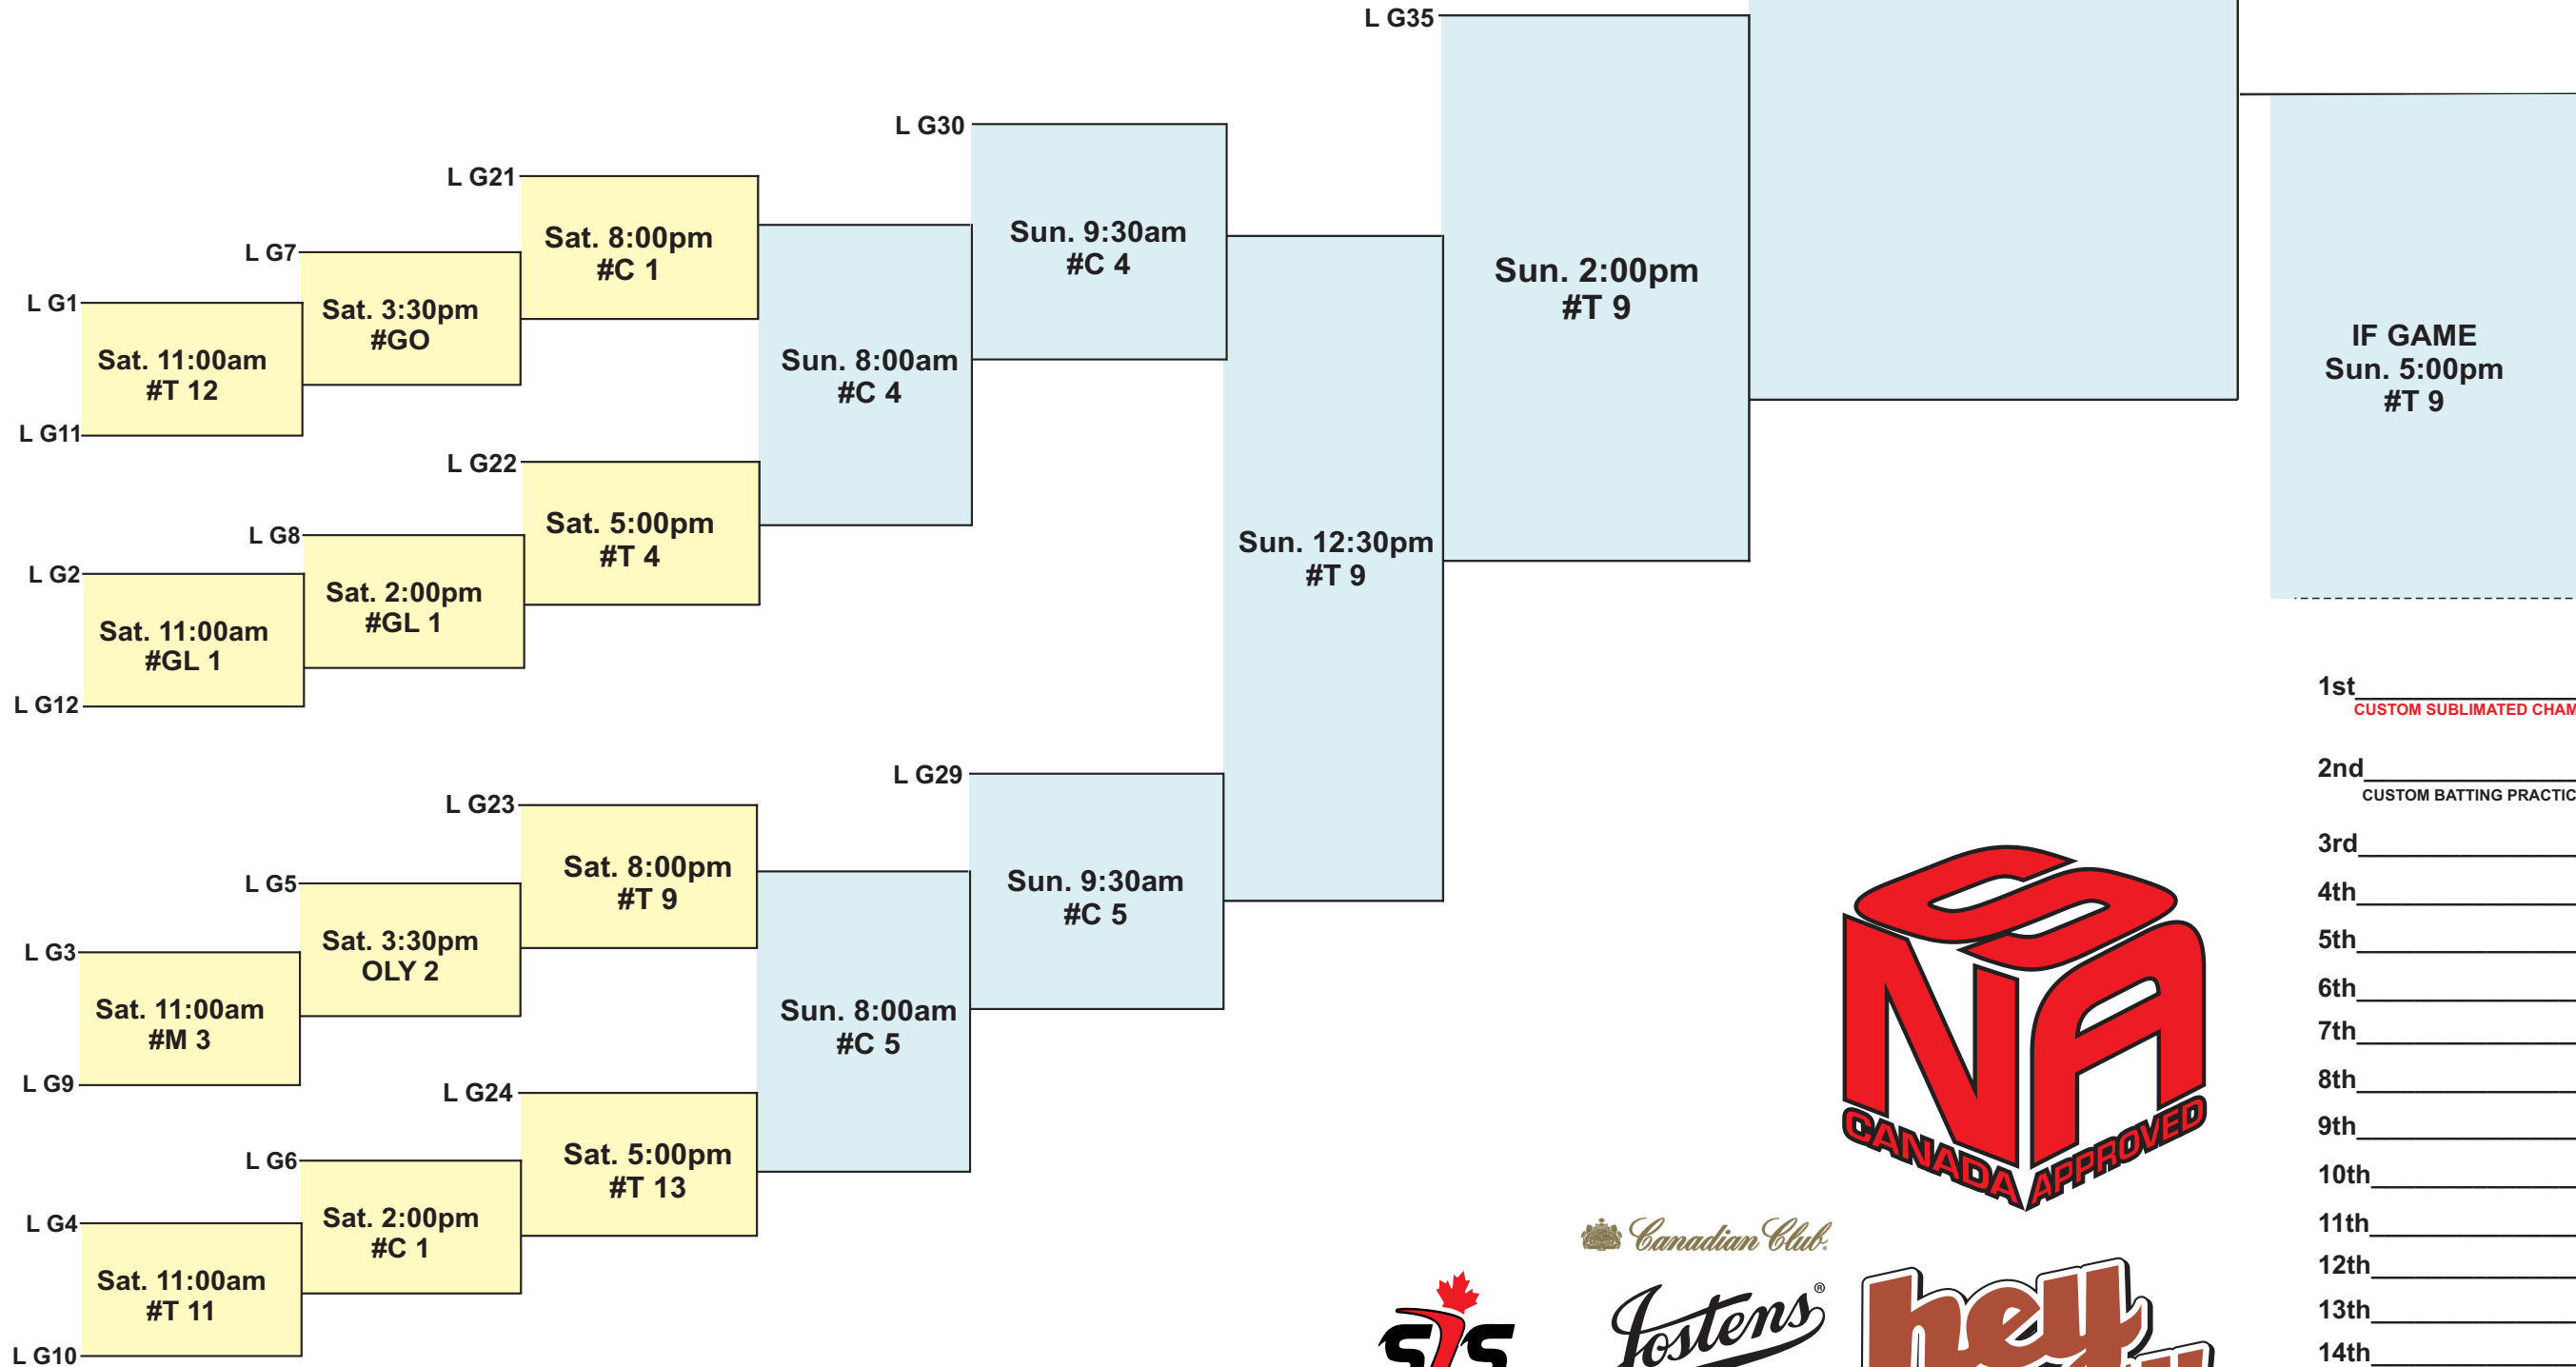 L G35
L G30
L G21
Sat. 8:00pm
#C 1
Sun. 9:30am
#C 4
L G7
Sat. 3:30pm
#GO
L G1
Sat. 11:00am
#T 12
L G11
Sun. 8:00am
#C 4
Sun. 2:00pm
#T 9
IF GAME
Sun. 5:00pm
#T 9
L G22
Sat. 5:00pm
#T 4
L G8
Sat. 2:00pm
#GL 1
L G2
Sat. 11:00am
#GL 1
L G12
Sun. 12:30pm
#T 9
L G29
L G23
Sat. 8:00pm
#T 9
Sun. 9:30am
#C 5
L G5
Sat. 3:30pm
OLY 2
L G3
Sat. 11:00am
#M 3
L G9
Sun. 8:00am
#C 5
L G24
Sat. 5:00pm
#T 13
L G6
Sat. 2:00pm
#C 1
L G4
Sat. 11:00am
#T 11
L G10
1st
CUSTOM SUBLIMATED CHAM
2nd
CUSTOM BATTING PRACTIC
3rd
4th
5th
6th
7th
8th
9th
10th
11th
12th
13th
14th
SNA
CANADA APPROVED
Canadian Club
Jostens®
SIS
hey